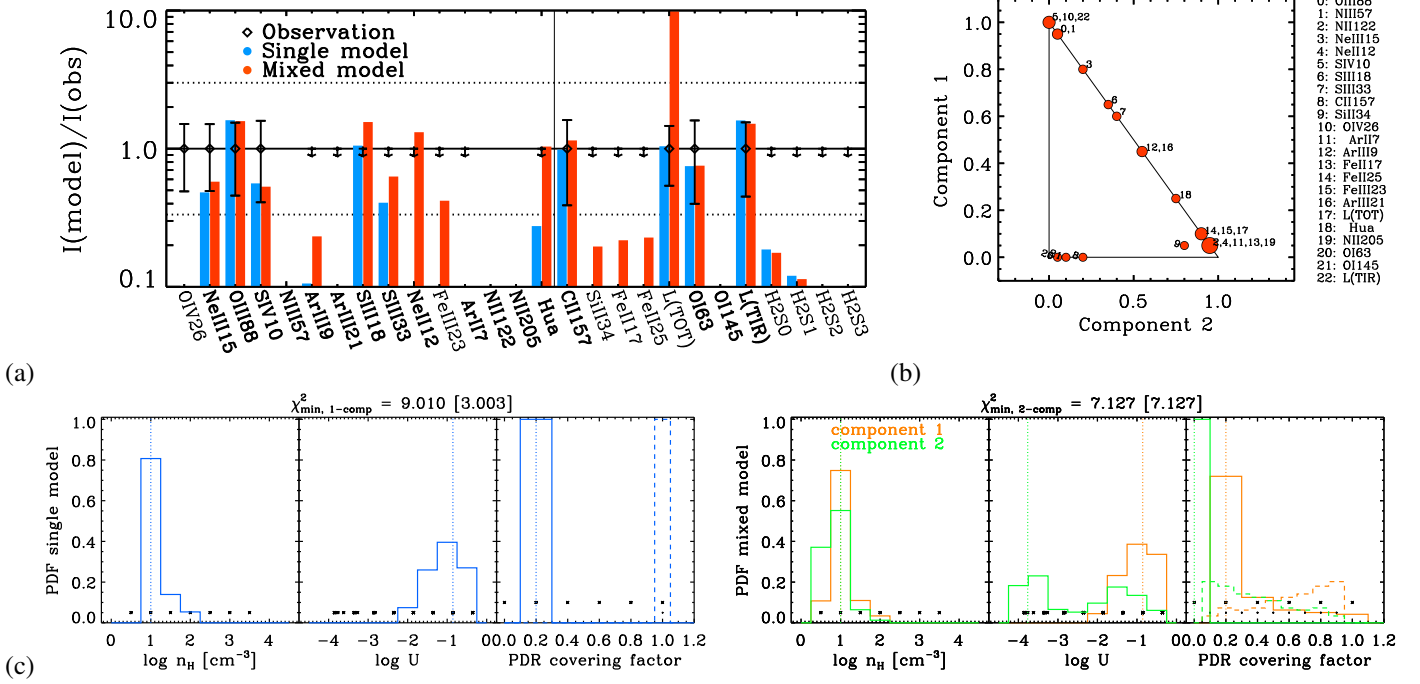 10.0
1.0
0.1
I(model)/I(obs)
Observation
Single model
Mixed model
OIV26
NeIII15
OIII88
SIV10
NIII57
ArIII9
ArIII21
SIII18
SIII33
NeII12
FeIII23
ArII7
NII122
NII205
Hua
CII157
SiII34
FeII17
FeII25
L(TOT)
OI63
OI145
L(TIR)
H2S0
H2S1
H2S2
H2S3
(a)
1.0
0.8
0.6
0.4
0.2
0.0
Component 1
5,10,22
0,1
3
6
7
12,16
18
14,15,17
2,4,11,13,19
9
8
0.0 0.5 1.0
Component 2
0: OIII88
1: NIII57
2: NII122
3: NeIII15
4: NeII12
5: SIV10
6: SIII18
7: SIII33
8: CII157
9: SiII34
10: OIV26
11: ArII7
12: ArIII9
13: FeII17
14: FeII25
15: FeIII23
16: ArIII21
17: L(TOT)
18: Hua
19: NII205
20: OI63
21: OI145
22: L(TIR)
(b)
χ²min, 1-comp = 9.010 [3.003]
1.0
0.8
0.6
0.4
0.2
0.0
PDF single model
0 1 2 3 4
log nH [cm⁻³]
−4 −3 −2 −1 0
log U
0.0 0.2 0.4 0.6 0.8 1.0 1.2
PDR covering factor
(c)
χ²min, 2-comp = 7.127 [7.127]
component 1
component 2
1.0
0.8
0.6
0.4
0.2
0.0
PDF mixed model
0 1 2 3 4
log nH [cm⁻³]
−4 −3 −2 −1 0
log U
0.0 0.2 0.4 0.6 0.8 1.0 1.2
PDR covering factor